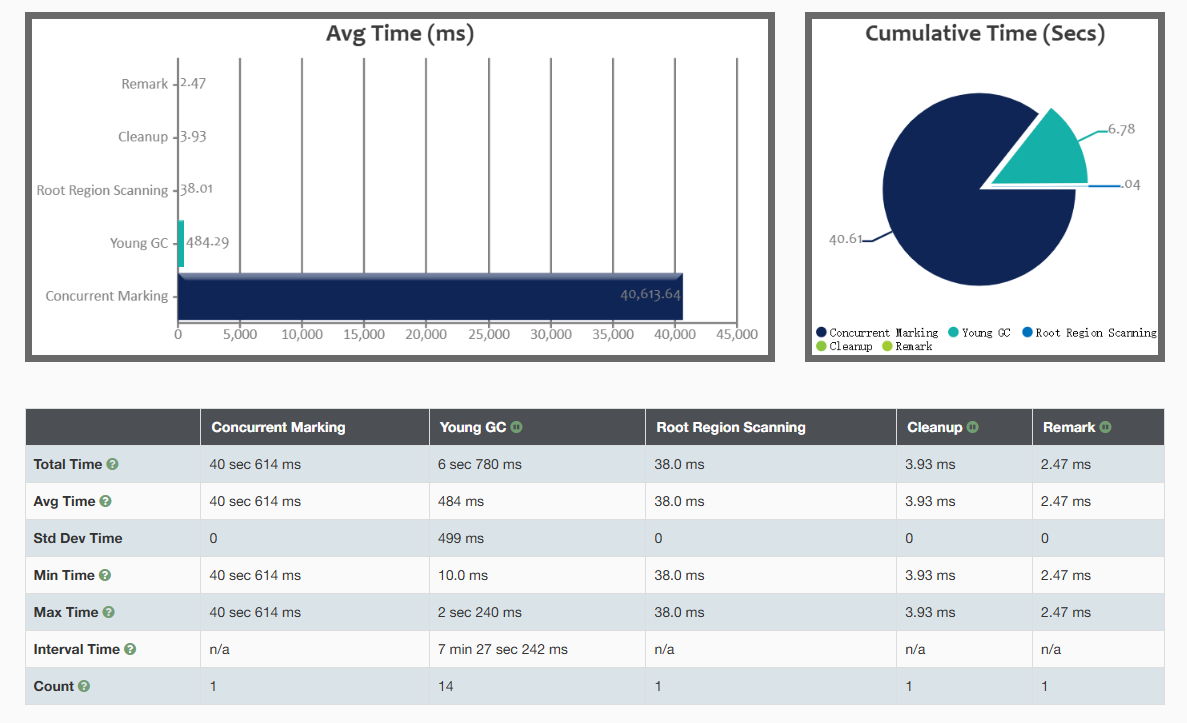 Avg Time (ms)
Remark
2.47
Cleanup
3.93
Root Region Scanning
38.01
Young GC
484.29
Concurrent Marking
40,613.64
0 5,000 10,000 15,000 20,000 25,000 30,000 35,000 40,000 45,000
Cumulative Time (Secs)
6.78
.04
40.61
Concurrent Marking Young GC Root Region Scanning
Cleanup Remark
Concurrent Marking Young GC Root Region Scanning Cleanup Remark
Total Time 40 sec 614 ms 6 sec 780 ms 38.0 ms 3.93 ms 2.47 ms
Avg Time 40 sec 614 ms 484 ms 38.0 ms 3.93 ms 2.47 ms
Std Dev Time 0 499 ms 0 0 0
Min Time 40 sec 614 ms 10.0 ms 38.0 ms 3.93 ms 2.47 ms
Max Time 40 sec 614 ms 2 sec 240 ms 38.0 ms 3.93 ms 2.47 ms
Interval Time n/a 7 min 27 sec 242 ms n/a n/a n/a
Count 1 14 1 1 1